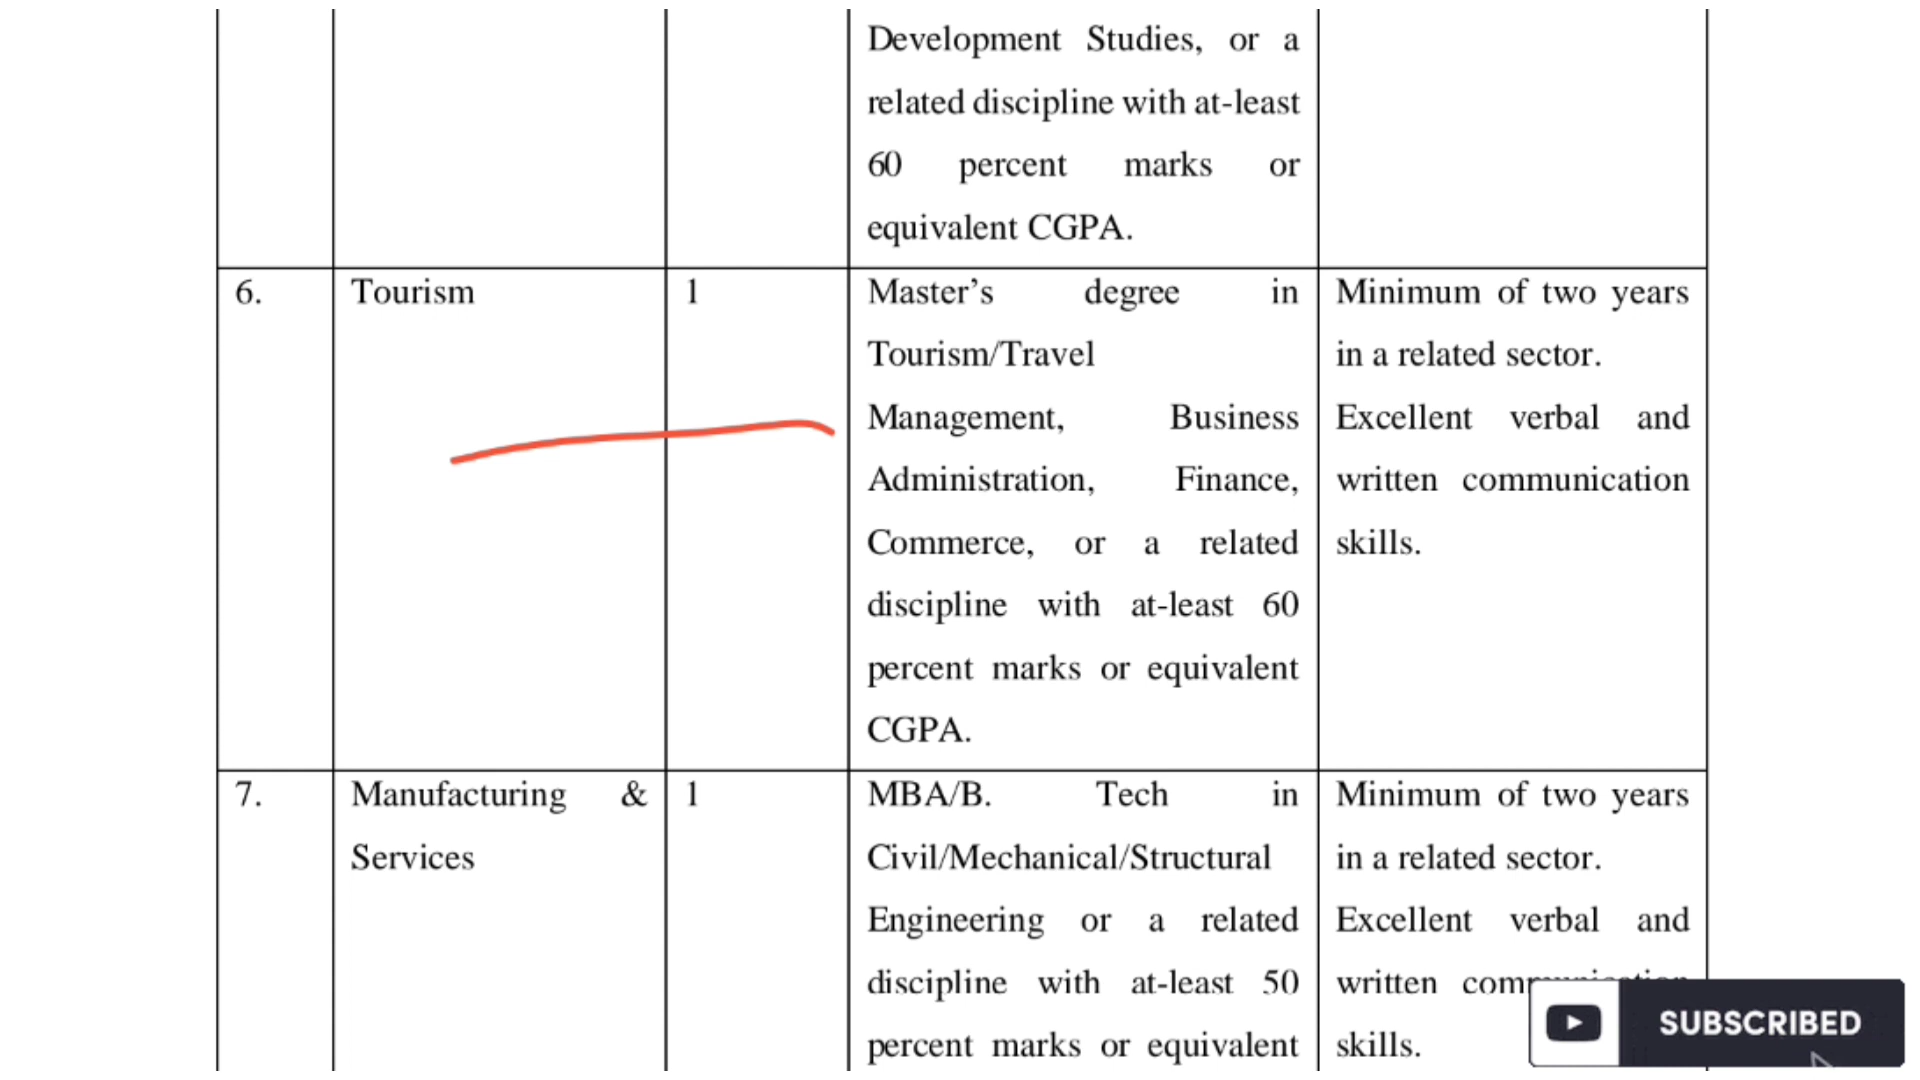 Development Studies, or a
related discipline with at-least
60 percent marks or
equivalent CGPA.
6. Tourism 1 Master’s degree in Minimum of two years
Tourism/Travel in a related sector.
Management, Business Excellent verbal and
Administration, Finance, written communication
Commerce, or a related skills.
discipline with at-least 60
percent marks or equivalent
CGPA.
7. Manufacturing & 1 MBA/B. Tech in Minimum of two years
Services Civil/Mechanical/Structural in a related sector.
Engineering or a related Excellent verbal and
discipline with at-least 50 written communication
percent marks or equivalent skills.
SUBSCRIBED